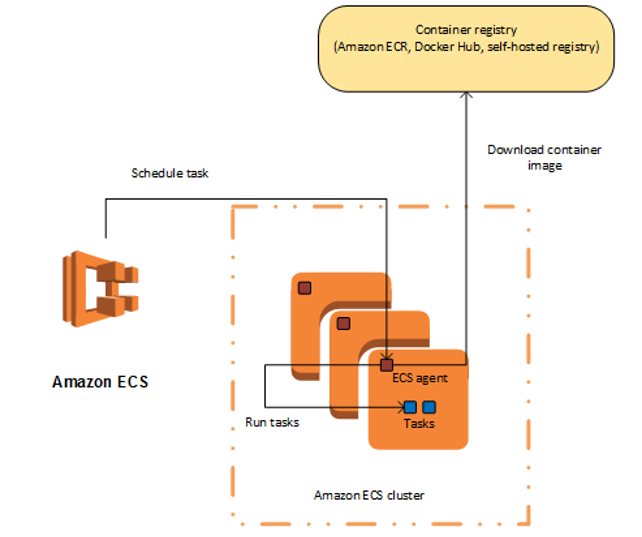 Container registry
(Amazon ECR, Docker Hub, self-hosted registry)
Download container
image
Schedule task
Amazon ECS
ECS agent
Run tasks
Tasks
Amazon ECS cluster